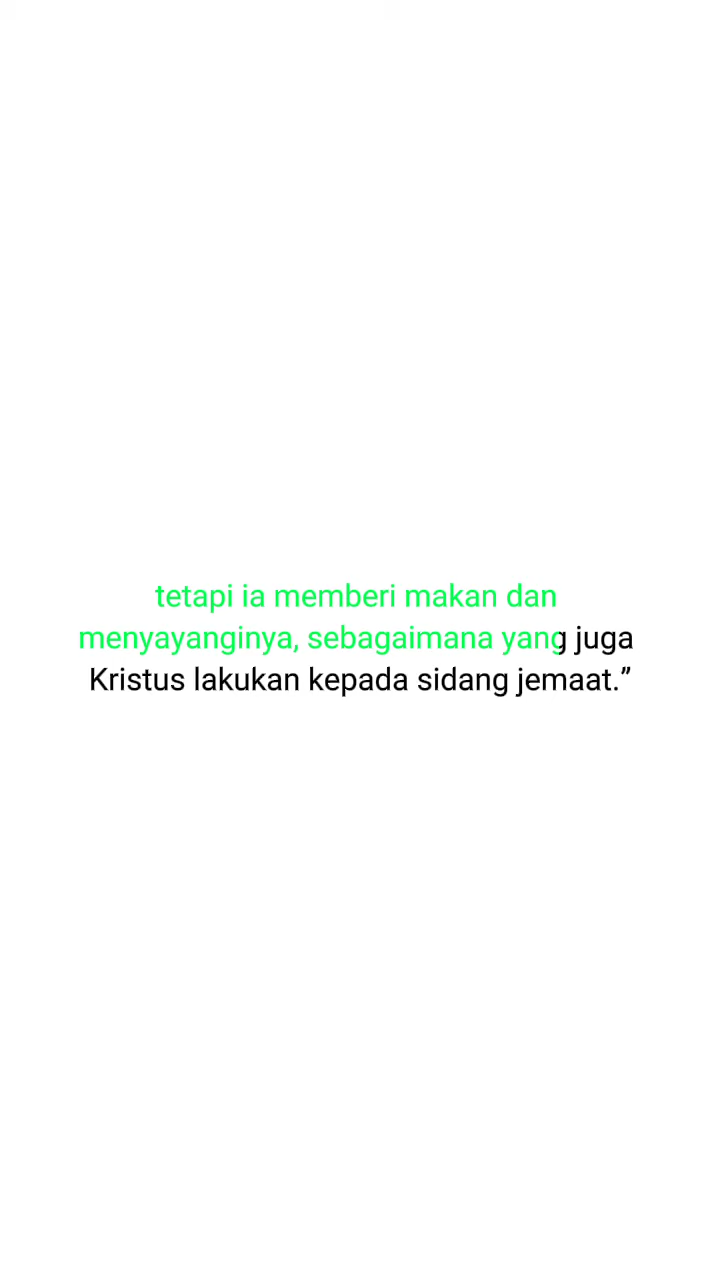 tetapi ia memberi makan dan
menyayanginya, sebagaimana yang juga
Kristus lakukan kepada sidang jemaat.”